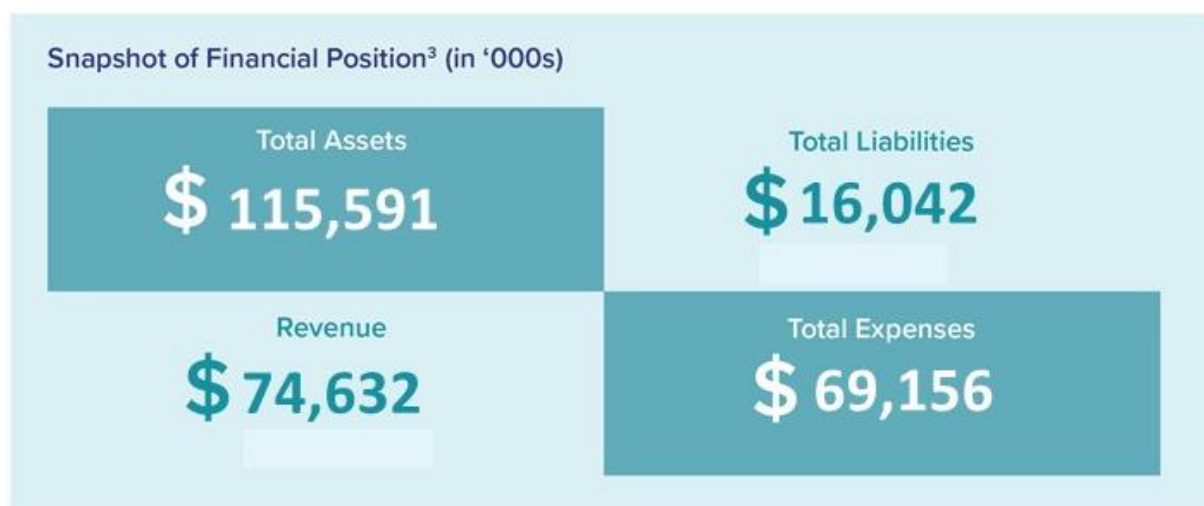 Snapshot of Financial Position³ (in ‘000s)
Total Assets
$ 115,591
Total Liabilities
$ 16,042
Revenue
$ 74,632
Total Expenses
$ 69,156